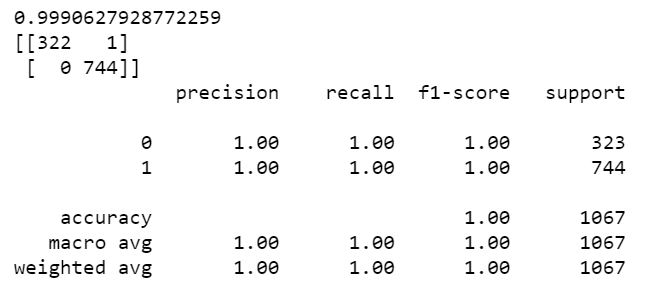 0.9990627928772259
[[322   1]
 [  0 744]]
              precision    recall  f1-score   support

           0       1.00      1.00      1.00       323
           1       1.00      1.00      1.00       744

    accuracy                           1.00      1067
   macro avg       1.00      1.00      1.00      1067
weighted avg       1.00      1.00      1.00      1067